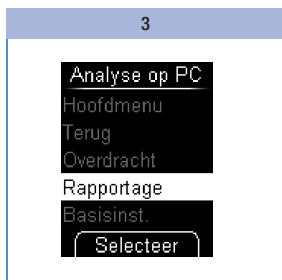 3
Analyse op PC
Hoofdmenu
Terug
Overdracht
Rapportage
Basisinst.
Selecteer